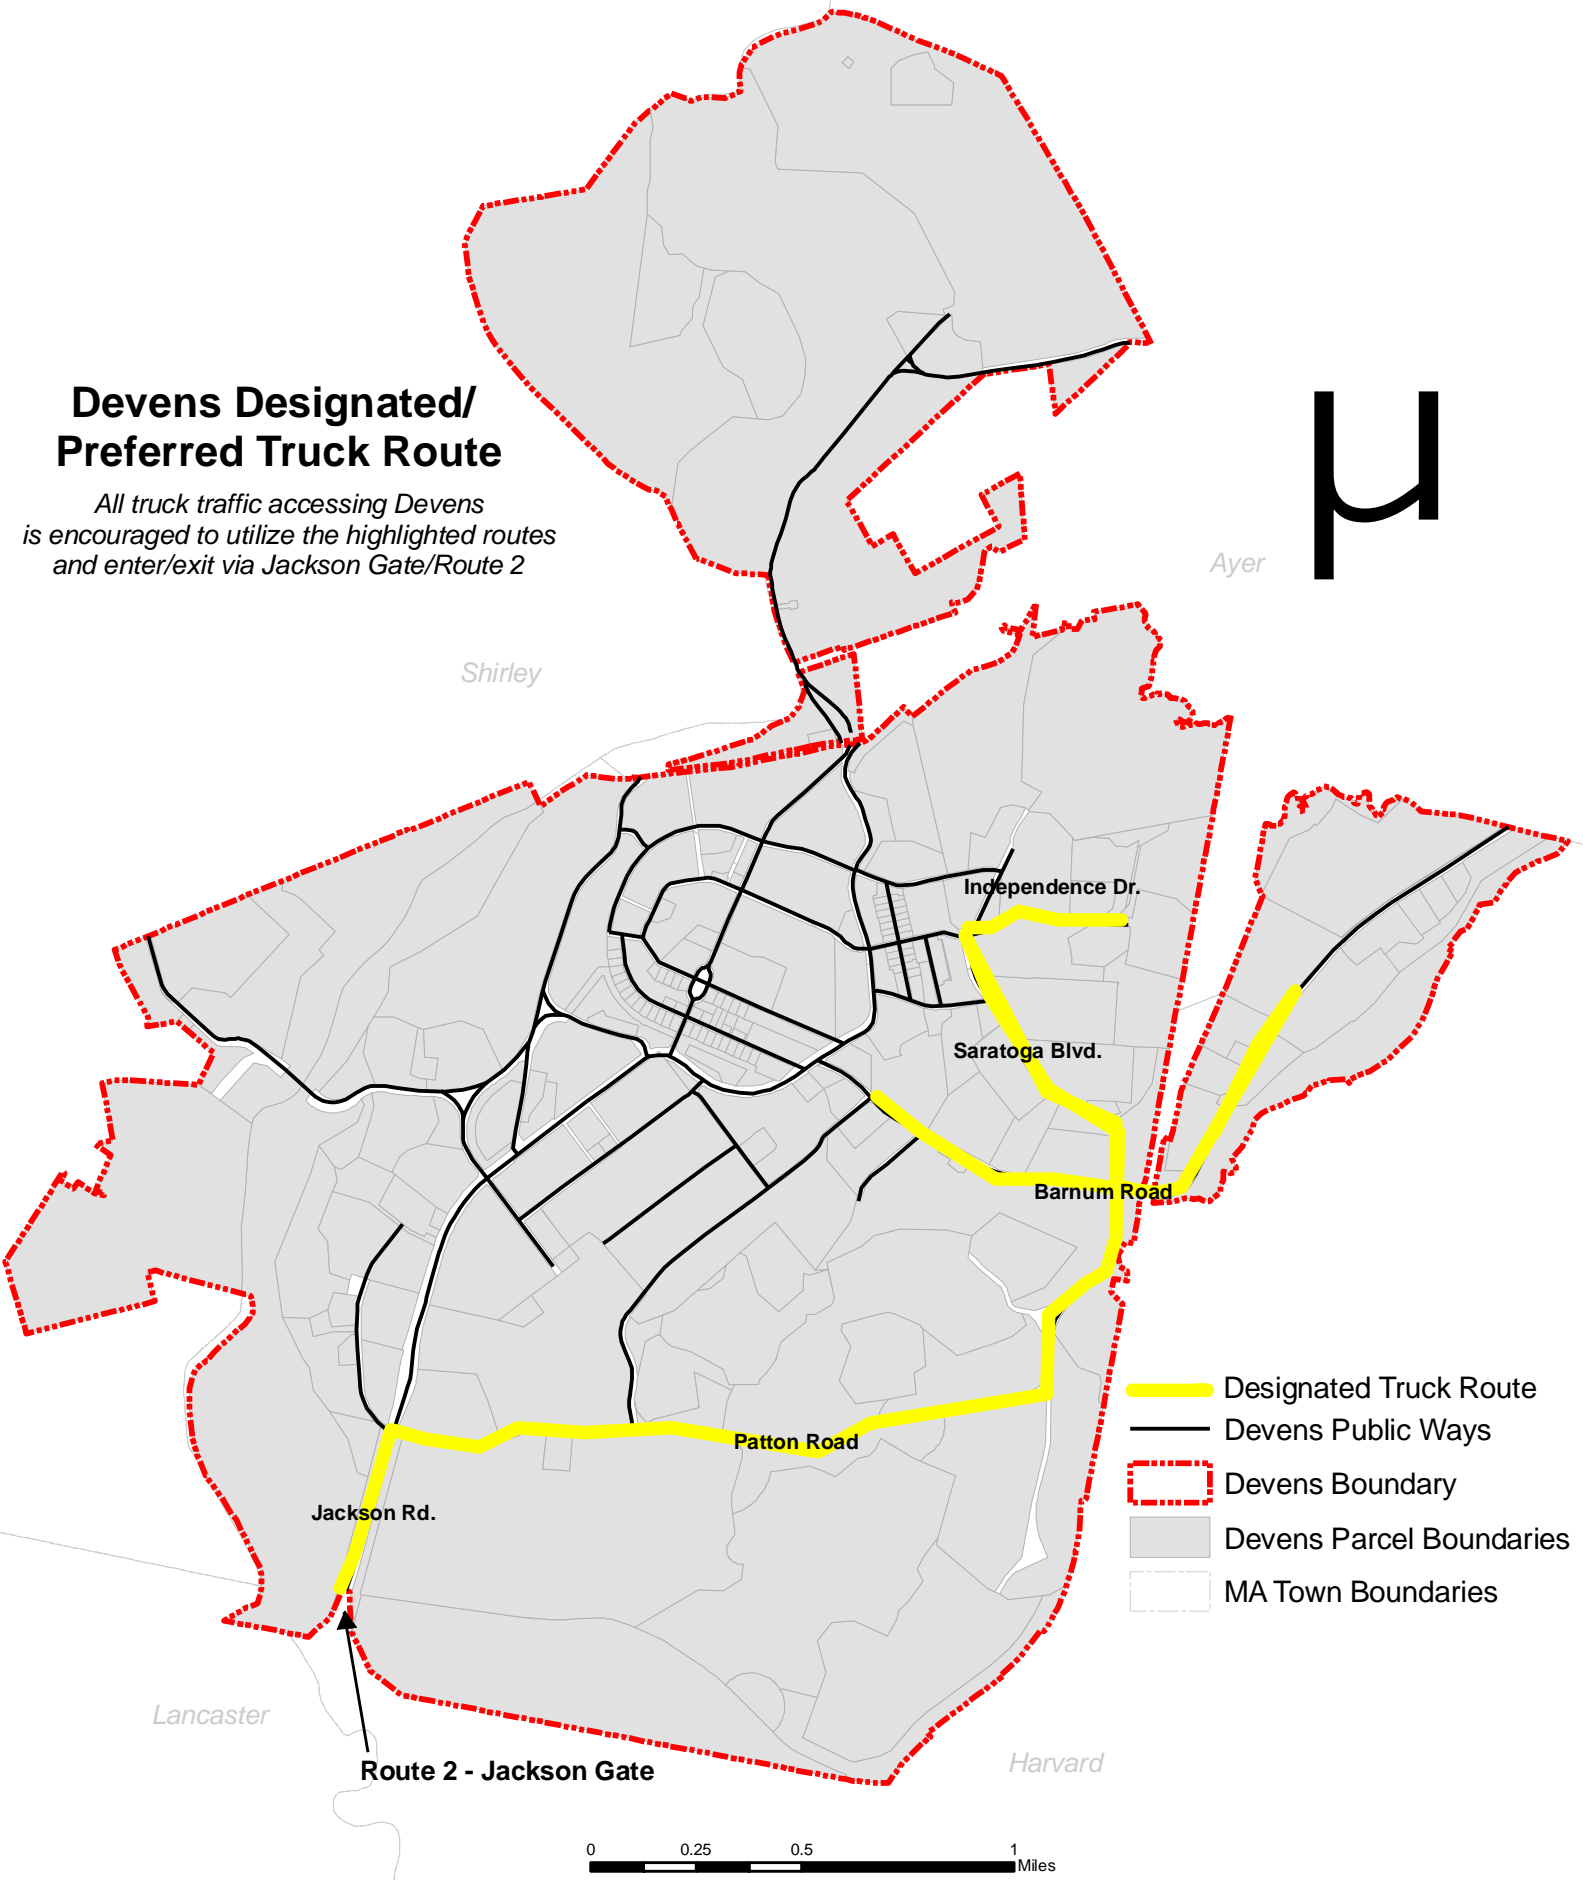 Devens Designated/
Preferred Truck Route
All truck traffic accessing Devens
is encouraged to utilize the highlighted routes
and enter/exit via Jackson Gate/Route 2
µ
Ayer
Shirley
Independence Dr.
Saratoga Blvd.
Barnum Road
Patton Road
Jackson Rd.
Designated Truck Route
Devens Public Ways
Devens Boundary
Devens Parcel Boundaries
MA Town Boundaries
Lancaster
Harvard
Route 2 - Jackson Gate
0 0.25 0.5 1
Miles